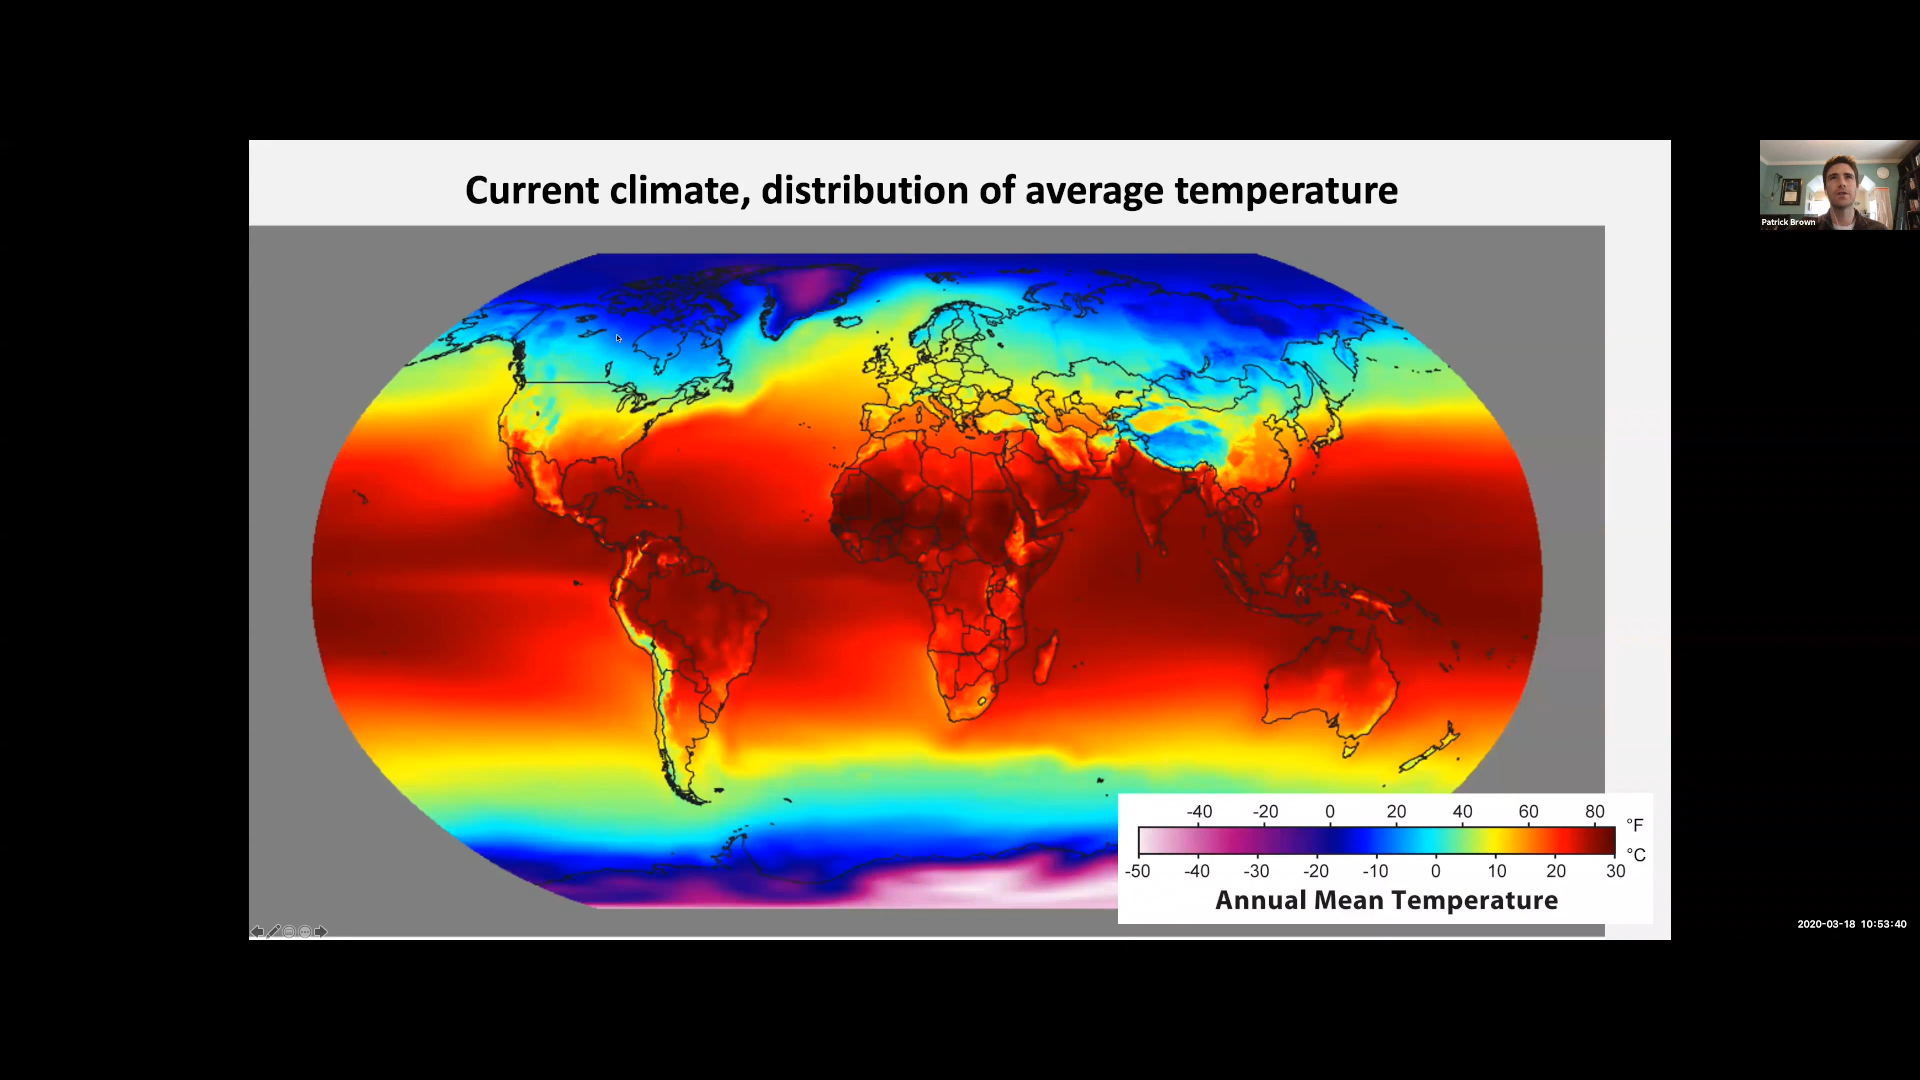 Current climate, distribution of average temperature
Patrick Brown
-40 -20 0 20 40 60 80
°F
°C
-50 -40 -30 -20 -10 0 10 20 30
Annual Mean Temperature
2020-03-18 10:53:40